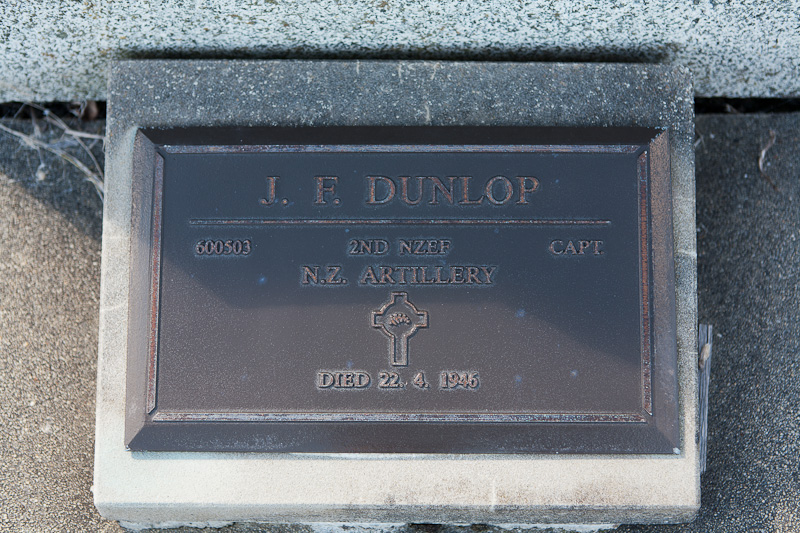 J. F. DUNLOP
600503 2ND NZEF CAPT
N.Z. ARTILLERY
DIED 22. 4. 1946